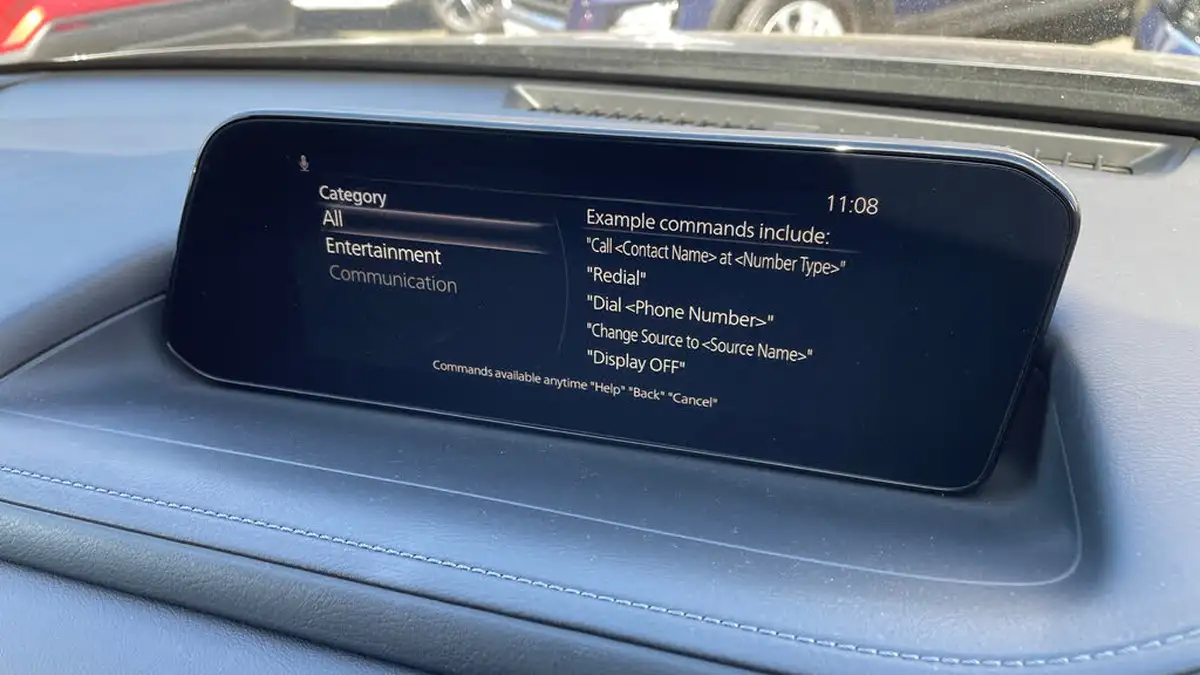 11:08
Category
All
Entertainment
Communication
Example commands include:
"Call <Contact Name> at <Number Type>"
"Redial"
"Dial <Phone Number>"
"Change Source to <Source Name>"
"Display OFF"
Commands available anytime "Help" "Back" "Cancel"